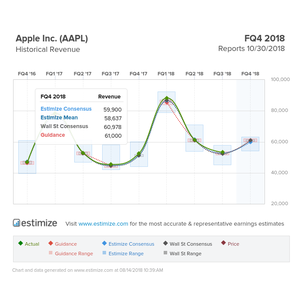 Apple Inc. (AAPL)
FQ4 2018
Historical Revenue
Reports 10/30/2018
FQ4 '16 FQ1 '17 FQ2 '17 FQ3 '17 FQ4 '17 FQ1 '18 FQ2 '18 FQ3 '18 FQ4 '18
100,000
FQ4 2018 Revenue
Estimize Consensus 59,900
Estimize Mean 58,637
Wall St Consensus 60,978
Guidance 61,000
80,000
60,000
40,000
20,000
estimize Visit www.estimize.com for the most accurate & representative earnings estimates
Actual Guidance Estimize Consensus Wall St Consensus Price
Guidance Range Estimize Range Wall St Range
Chart and data generated on www.estimize.com at 09/14/2018 10:39 AM